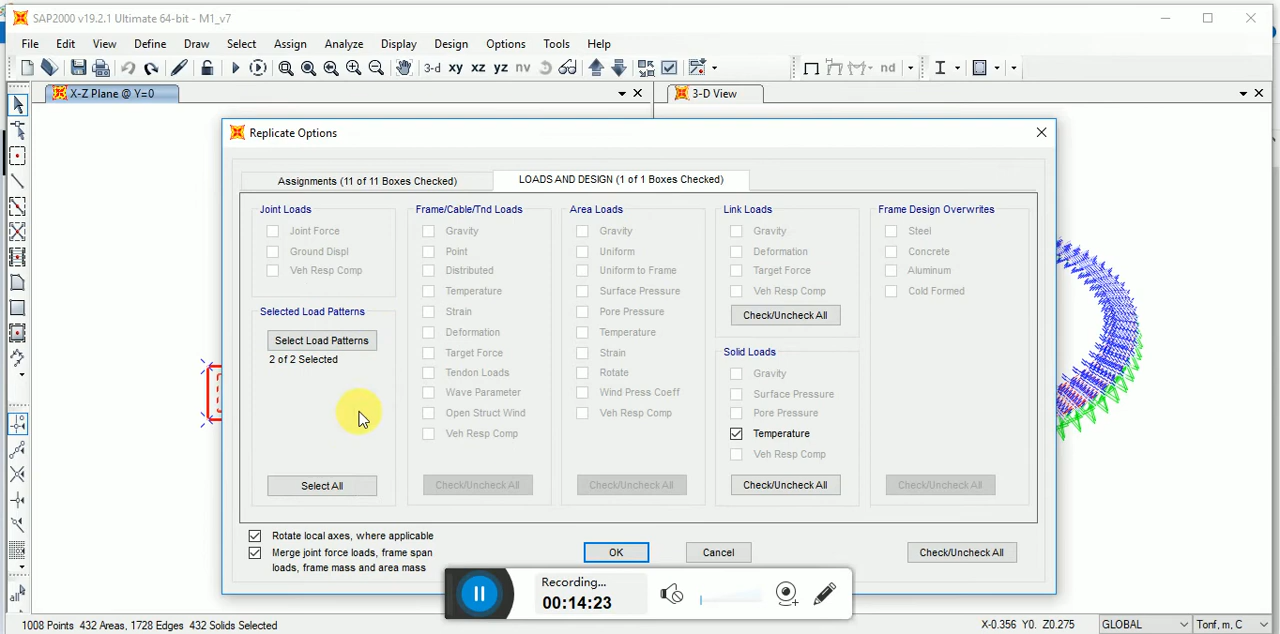 SAP2000 v19.2.1 Ultimate 64-bit - M1_v7
File Edit View Define Draw Select Assign Analyze Display Design Options Tools Help
3-d xy xz yz nv nd
X-Z Plane @ Y=0
3-D View
Replicate Options
Assignments (11 of 11 Boxes Checked)
LOADS AND DESIGN (1 of 1 Boxes Checked)
Joint Loads
Joint Force
Ground Displ
Veh Resp Comp
Selected Load Patterns
Select Load Patterns
2 of 2 Selected
Select All
Frame/Cable/Tnd Loads
Gravity
Point
Distributed
Temperature
Strain
Deformation
Target Force
Tendon Loads
Wave Parameter
Open Struct Wind
Veh Resp Comp
Check/Uncheck All
Area Loads
Gravity
Uniform
Uniform to Frame
Surface Pressure
Pore Pressure
Temperature
Strain
Rotate
Wind Press Coeff
Veh Resp Comp
Check/Uncheck All
Link Loads
Gravity
Deformation
Target Force
Veh Resp Comp
Check/Uncheck All
Solid Loads
Gravity
Surface Pressure
Pore Pressure
Temperature
Veh Resp Comp
Check/Uncheck All
Frame Design Overwrites
Steel
Concrete
Aluminum
Cold Formed
Check/Uncheck All
Rotate local axes, where applicable
Merge joint force loads, frame span
loads, frame mass and area mass
OK
Cancel
Check/Uncheck All
Recording...
00:14:23
all
1008 Points 432 Areas, 1728 Edges 432 Solids Selected
X-0.356 Y0. Z0.275
GLOBAL
Tonf, m, C